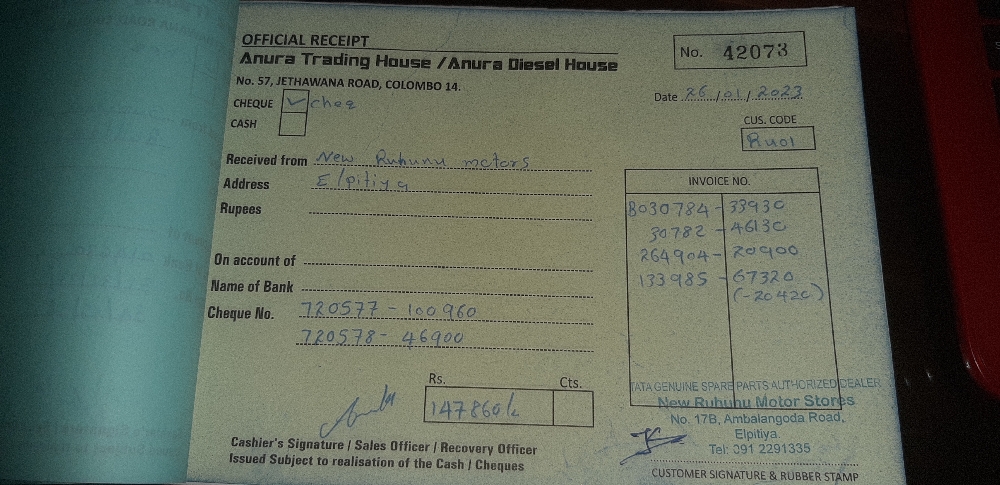 OFFICIAL RECEIPT
Anura Trading House / Anura Diesel House
No. 57, JETHAWANA ROAD, COLOMBO 14.
No. 42073
Date 26/01/2023
CHEQUE ✓ cheq
CASH
CUS. CODE
Ru01
Received from New Ruhunu motors
Address Elpitiya
Rupees
On account of
Name of Bank
Cheque No. 720577 - 100960
720578 - 46900
INVOICE NO.
B030784 - 33930
30782 - 46130
264904 - 20900
133985 - 67320
(-20420)
Rs. Cts.
147860/-
Cashier's Signature / Sales Officer / Recovery Officer
Issued Subject to realisation of the Cash / Cheques
TATA GENUINE SPARE PARTS AUTHORIZED DEALER
New Ruhunu Motor Stores
No. 17B, Ambalangoda Road,
Elpitiya.
Tel: 091 2291335
CUSTOMER SIGNATURE & RUBBER STAMP